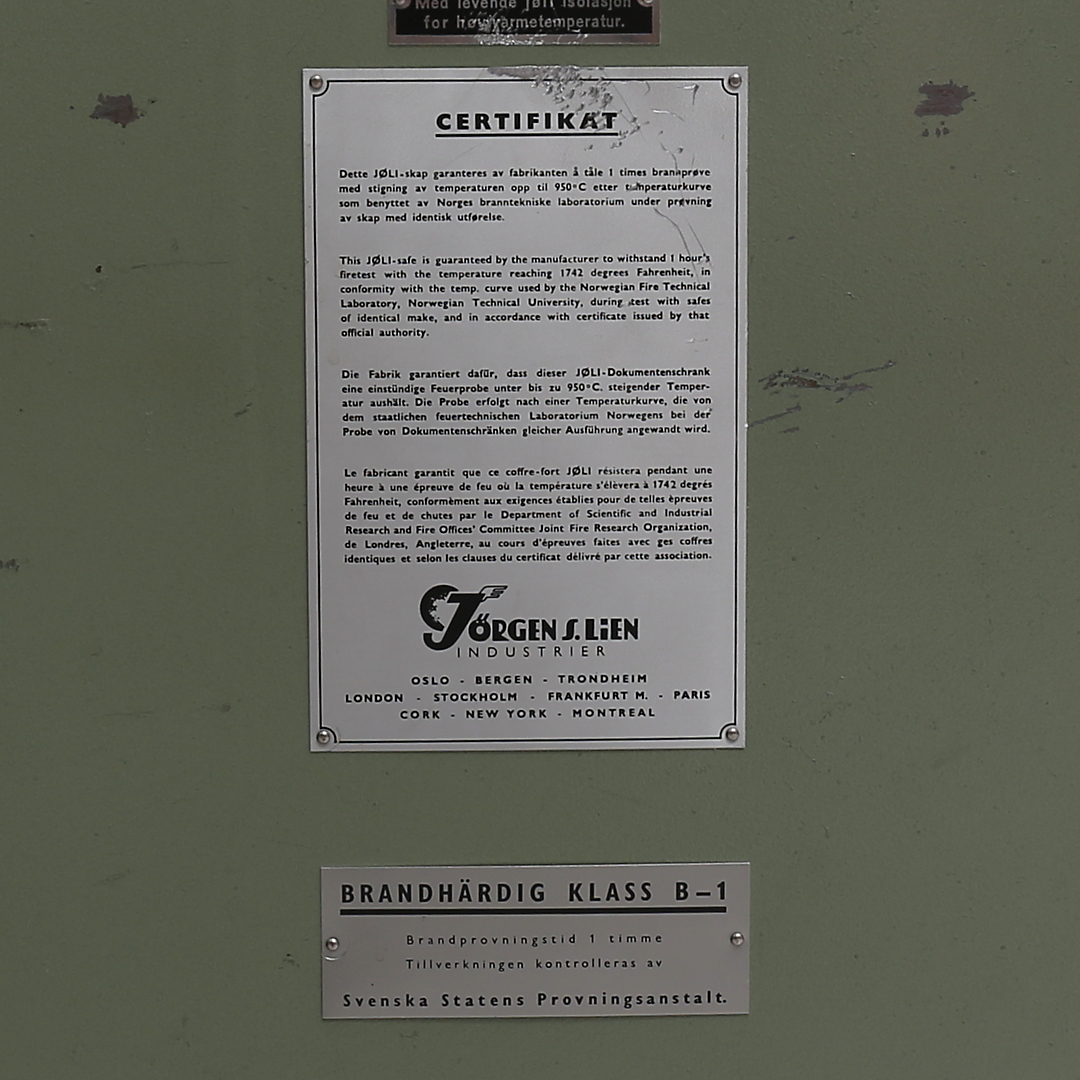 Med levende jøli isolasjon
for høyvarmetemperatur.
CERTIFIKAT
Dette JØLI-skap garanteres av fabrikanten å tåle 1 times brannprøve
med stigning av temperaturen opp til 950°C etter temperaturkurve
som benyttet av Norges branntekniske laboratorium under prøvning
av skap med identisk utførelse.
This JØLI-safe is guaranteed by the manufacturer to withstand 1 hour's
firetest with the temperature reaching 1742 degrees Fahrenheit, in
conformity with the temp. curve used by the Norwegian Fire Technical
Laboratory, Norwegian Technical University, during test with safes
of identical make, and in accordance with certificate issued by that
official authority.
Die Fabrik garantiert dafür, dass dieser JØLI-Dokumentenschrank
eine einstündige Feuerprobe unter bis zu 950°C. steigender Temper-
atur aushält. Die Probe erfolgt nach einer Temperaturkurve, die von
dem staatlichen feuertechnischen Laboratorium Norwegens bei der
Probe von Dokumentenschränken gleicher Ausführung angewandt wird.
Le fabricant garantit que ce coffre-fort JØLI résistera pendant une
heure à une épreuve de feu où la température s'élèvera à 1742 degrés
Fahrenheit, conformèment aux exigences établies pour de telles èpreuves
de feu et de chutes par le Department of Scientific and Industrial
Research and Fire Offices' Committee Joint Fire Research Organization,
de Londres, Angleterre, au cours d'épreuves faites avec ges coffres
identiques et selon les clauses du certificat délivré par cette association.
JÖRGEN S. LIEN
INDUSTRIER
OSLO - BERGEN - TRONDHEIM
LONDON - STOCKHOLM - FRANKFURT M. - PARIS
CORK - NEW YORK - MONTREAL
BRANDHÄRDIG KLASS B-1
Brandprovningstid 1 timme
Tillverkningen kontrolleras av
Svenska Statens Provningsanstalt.